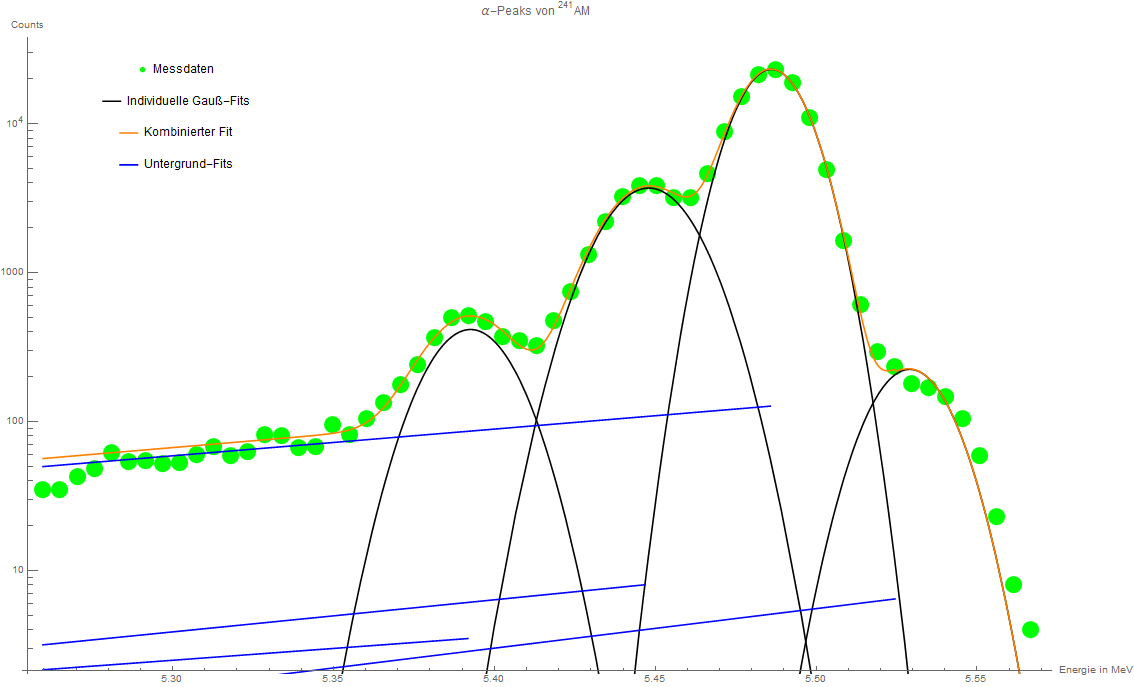 α-Peaks von ²⁴¹AM
Counts
Messdaten
Individuelle Gauß-Fits
Kombinierter Fit
Untergrund-Fits
10⁴
1000
100
10
5.30 5.35 5.40 5.45 5.50 5.55
Energie in MeV